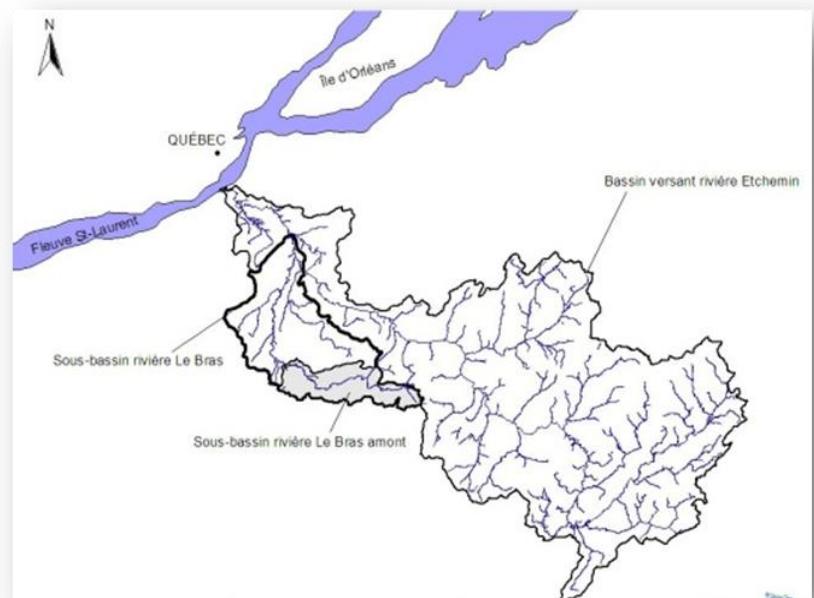 N
Île d'Orléans
QUÉBEC
Bassin versant rivière Etchemin
Fleuve St-Laurent
Sous-bassin rivière Le Bras
Sous-bassin rivière Le Bras amont